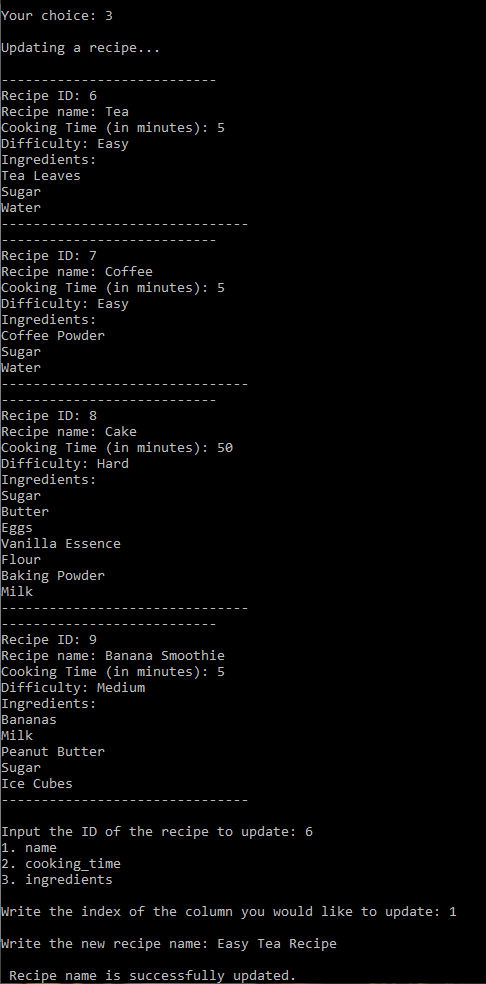 Your choice: 3
Updating a recipe...
---------------------------
Recipe ID: 6
Recipe name: Tea
Cooking Time (in minutes): 5
Difficulty: Easy
Ingredients:
Tea Leaves
Sugar
Water
-------------------------------
---------------------------
Recipe ID: 7
Recipe name: Coffee
Cooking Time (in minutes): 5
Difficulty: Easy
Ingredients:
Coffee Powder
Sugar
Water
-------------------------------
---------------------------
Recipe ID: 8
Recipe name: Cake
Cooking Time (in minutes): 50
Difficulty: Hard
Ingredients:
Sugar
Butter
Eggs
Vanilla Essence
Flour
Baking Powder
Milk
-------------------------------
---------------------------
Recipe ID: 9
Recipe name: Banana Smoothie
Cooking Time (in minutes): 5
Difficulty: Medium
Ingredients:
Bananas
Milk
Peanut Butter
Sugar
Ice Cubes
-------------------------------
Input the ID of the recipe to update: 6
1. name
2. cooking_time
3. ingredients
Write the index of the column you would like to update: 1
Write the new recipe name: Easy Tea Recipe
Recipe name is successfully updated.